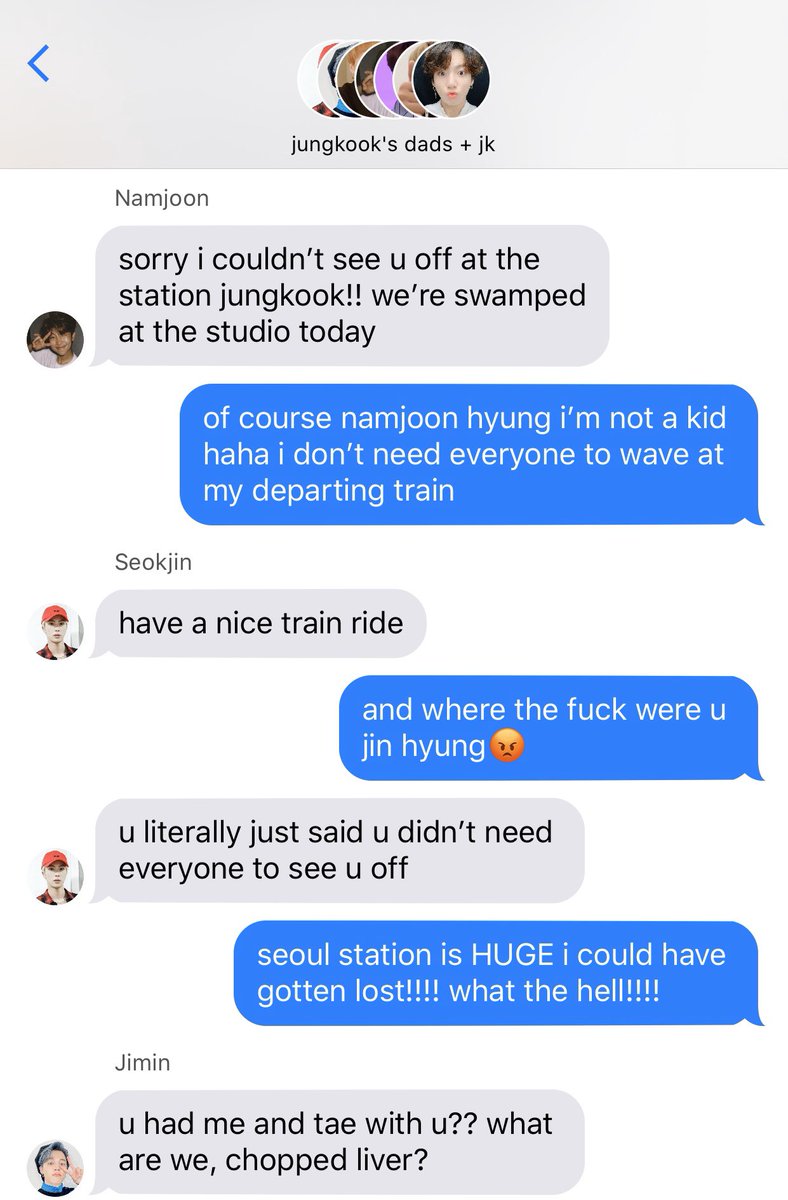 jungkook's dads + jk
Namjoon
sorry i couldn’t see u off at the
station jungkook!! we’re swamped
at the studio today
of course namjoon hyung i’m not a kid
haha i don’t need everyone to wave at
my departing train
Seokjin
have a nice train ride
and where the fuck were u
jin hyung😡
u literally just said u didn’t need
everyone to see u off
seoul station is HUGE i could have
gotten lost!!!! what the hell!!!!
Jimin
u had me and tae with u?? what
are we, chopped liver?